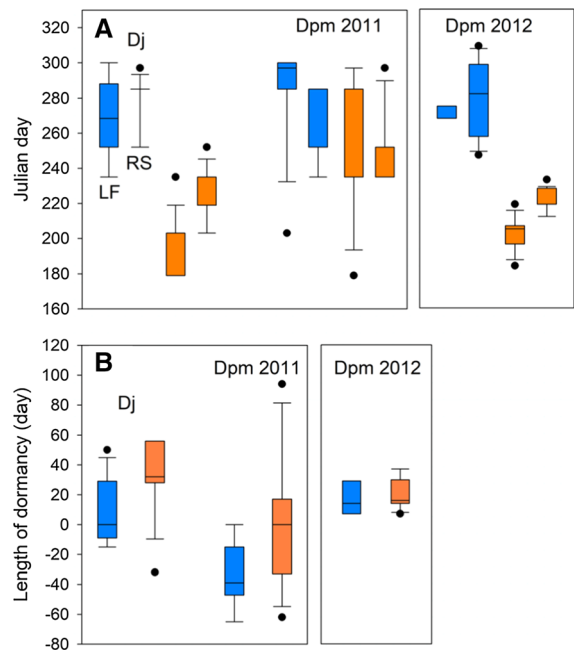 A
Dj
Dpm 2011
Dpm 2012
LF
RS
Julian day
320
300
280
260
240
220
200
180
160
B
Dj
Dpm 2011
Dpm 2012
Length of dormancy (day)
120
100
80
60
40
20
0
-20
-40
-60
-80